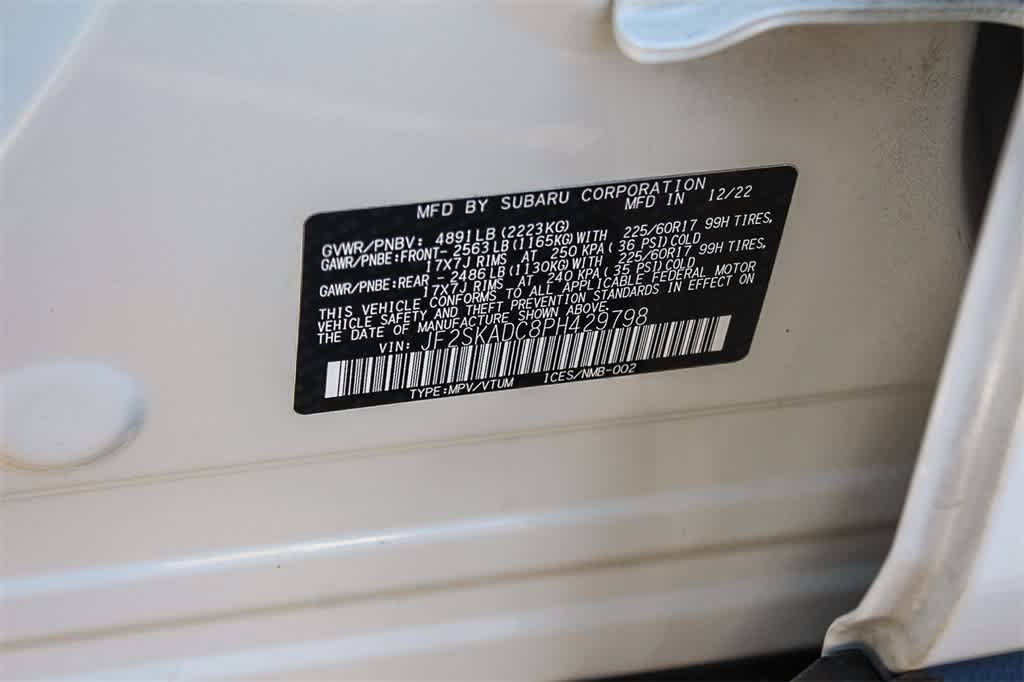 MFD BY SUBARU CORPORATION
MFD IN 12/22
GVWR/PNBV: 4891LB(2223KG)
GAWR/PNBE:FRONT-2563LB(1165KG)WITH 225/60R17 99H TIRES,
17X7J RIMS AT 250 KPA(36 PSI)COLD
GAWR/PNBE:REAR -2486LB(1130KG)WITH 225/60R17 99H TIRES,
17X7J RIMS AT 240 KPA(35 PSI)COLD
THIS VEHICLE CONFORMS TO ALL APPLICABLE FEDERAL MOTOR
VEHICLE SAFETY AND THEFT PREVENTION STANDARDS IN EFFECT ON
THE DATE OF MANUFACTURE SHOWN ABOVE.
VIN: JF2SKADC8PH429798
TYPE:MPV/VTUM ICES/NMB-002